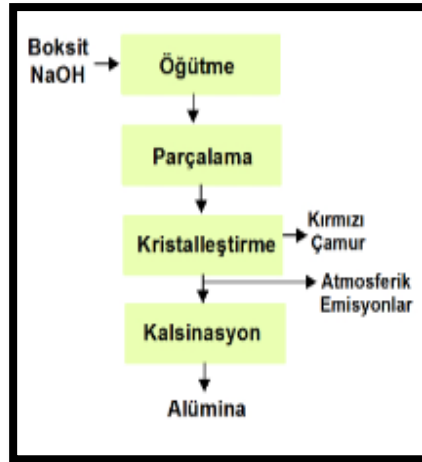 Boksit
NaOH
Öğütme
Parçalama
Kristalleştirme
Kırmızı
Çamur
Atmosferik
Emisyonlar
Kalsinasyon
Alümina